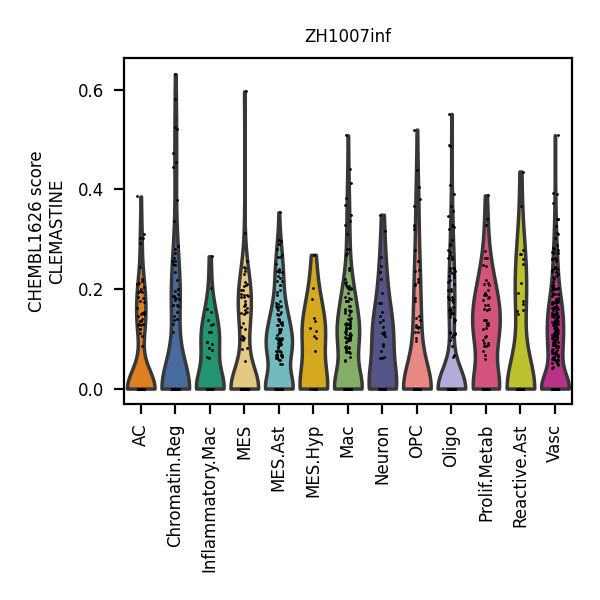 ZH1007inf
CHEMBL1626 score
CLEMASTINE
0.6
0.4
0.2
0.0
AC
Chromatin.Reg
Inflammatory.Mac
MES
MES.Ast
MES.Hyp
Mac
Neuron
OPC
Oligo
Prolif.Metab
Reactive.Ast
Vasc